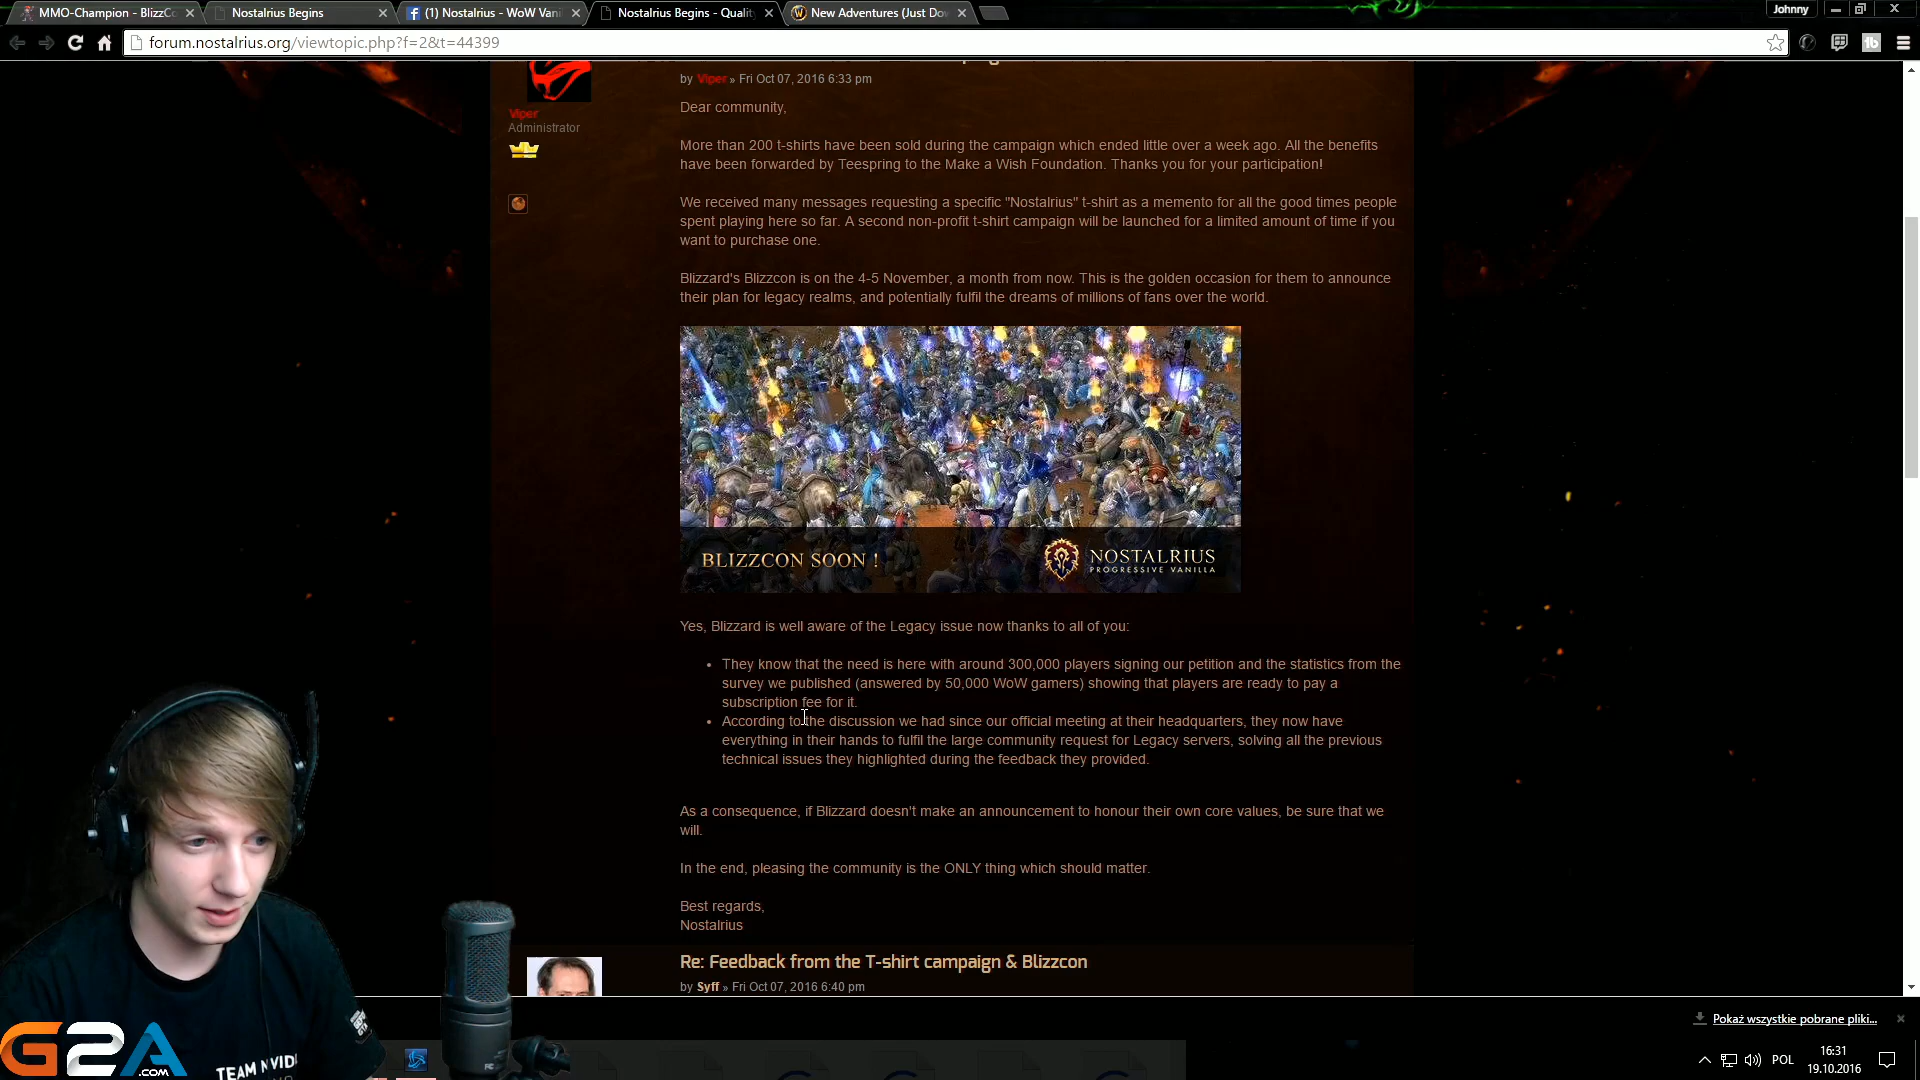 MMO-Champion - BlizzCo
Nostalrius Begins
(1) Nostalrius - WoW Vani
Nostalrius Begins - Quality
New Adventures (Just Dow
Johnny
forum.nostalrius.org/viewtopic.php?f=2&t=44399
by Viper » Fri Oct 07, 2016 6:33 pm
Viper
Administrator
Dear community,
More than 200 t-shirts have been sold during the campaign which ended little over a week ago. All the benefits
have been forwarded by Teespring to the Make a Wish Foundation. Thanks you for your participation!
We received many messages requesting a specific "Nostalrius" t-shirt as a memento for all the good times people
spent playing here so far. A second non-profit t-shirt campaign will be launched for a limited amount of time if you
want to purchase one.
Blizzard's Blizzcon is on the 4-5 November, a month from now. This is the golden occasion for them to announce
their plan for legacy realms, and potentially fulfil the dreams of millions of fans over the world.
BLIZZCON SOON !
NOSTALRIUS
PROGRESSIVE VANILLA
Yes, Blizzard is well aware of the Legacy issue now thanks to all of you:
• They know that the need is here with around 300,000 players signing our petition and the statistics from the
survey we published (answered by 50,000 WoW gamers) showing that players are ready to pay a
subscription fee for it.
• According to the discussion we had since our official meeting at their headquarters, they now have
everything in their hands to fulfil the large community request for Legacy servers, solving all the previous
technical issues they highlighted during the feedback they provided.
As a consequence, if Blizzard doesn't make an announcement to honour their own core values, be sure that we
will.
In the end, pleasing the community is the ONLY thing which should matter.
Best regards,
Nostalrius
Re: Feedback from the T-shirt campaign & Blizzcon
by Syff » Fri Oct 07, 2016 6:40 pm
Pokaż wszystkie pobrane pliki...
G2A
.COM
TEAM NVIDI
POL
16:31
19.10.2016